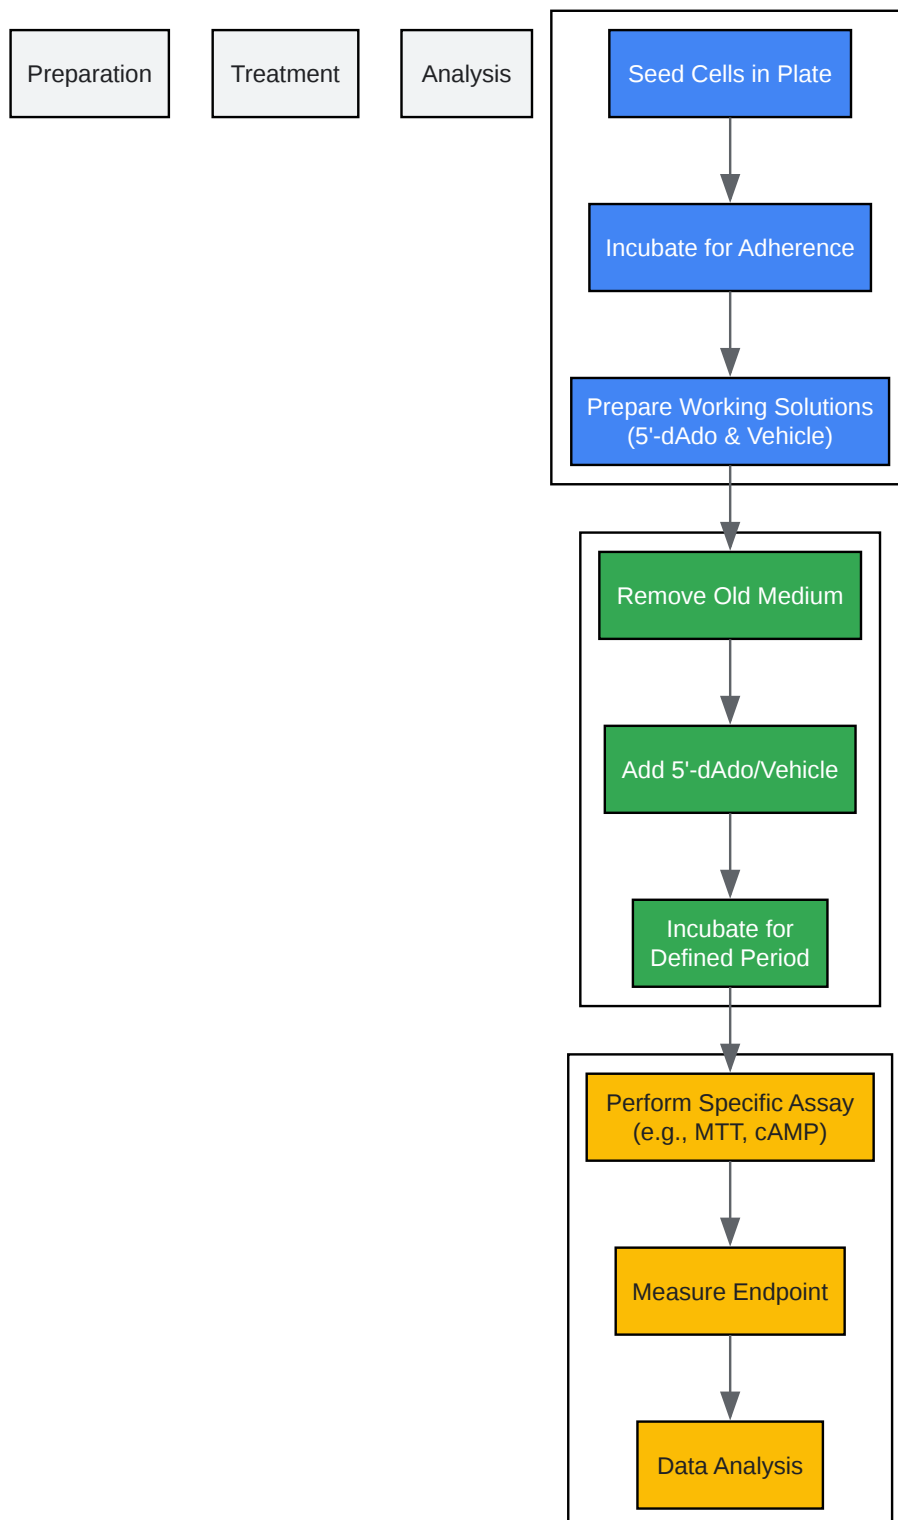 Preparation
Treatment
Analysis
Seed Cells in Plate
Incubate for Adherence
Prepare Working Solutions
(5'-dAdo & Vehicle)
Remove Old Medium
Add 5'-dAdo/Vehicle
Incubate for
Defined Period
Perform Specific Assay
(e.g., MTT, cAMP)
Measure Endpoint
Data Analysis